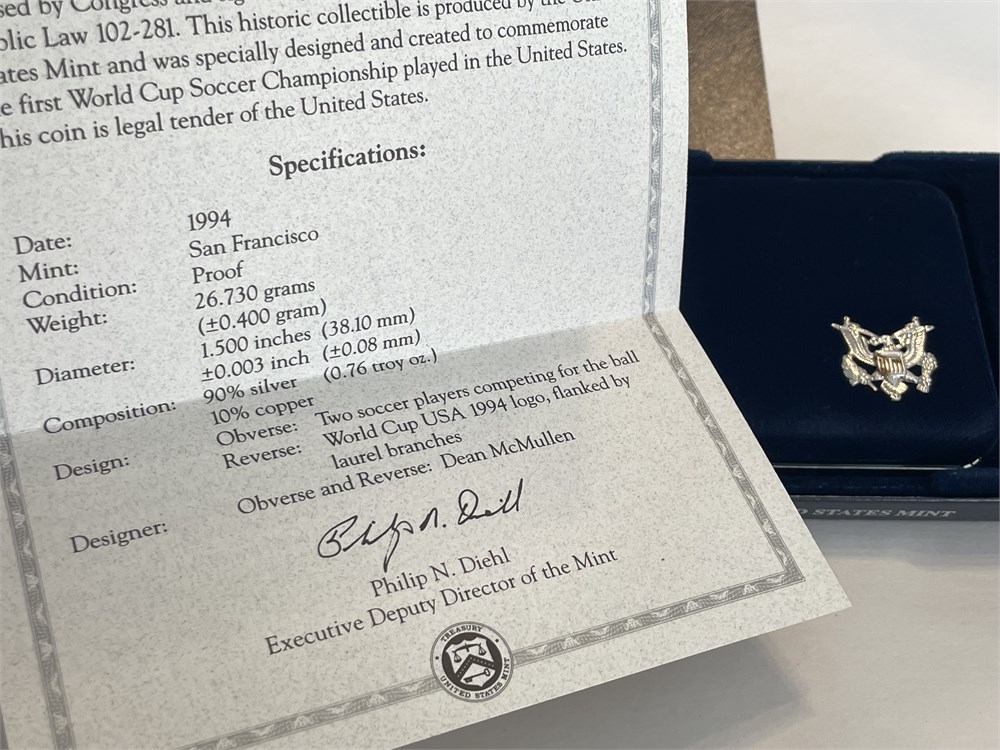 by Congress and
Law 102-281. This historic collectible is produced by the
Mint and was specially designed and created to commemorate
first World Cup Soccer Championship played in the United States.
his coin is legal tender of the United States.
Specifications:
Date: 1994
Mint: San Francisco
Condition: Proof
Weight: 26.730 grams
(±0.400 gram)
Diameter: 1.500 inches (38.10 mm)
±0.003 inch (±0.08 mm)
Composition: 90% silver (0.76 troy oz.)
10% copper
Design: Obverse: Two soccer players competing for the ball
Reverse: World Cup USA 1994 logo, flanked by
laurel branches
Designer: Obverse and Reverse: Dean McMullen
Philip N. Diehl
Philip N. Diehl
Executive Deputy Director of the Mint
TREASURY
UNITED STATES MINT
D STATES MINT